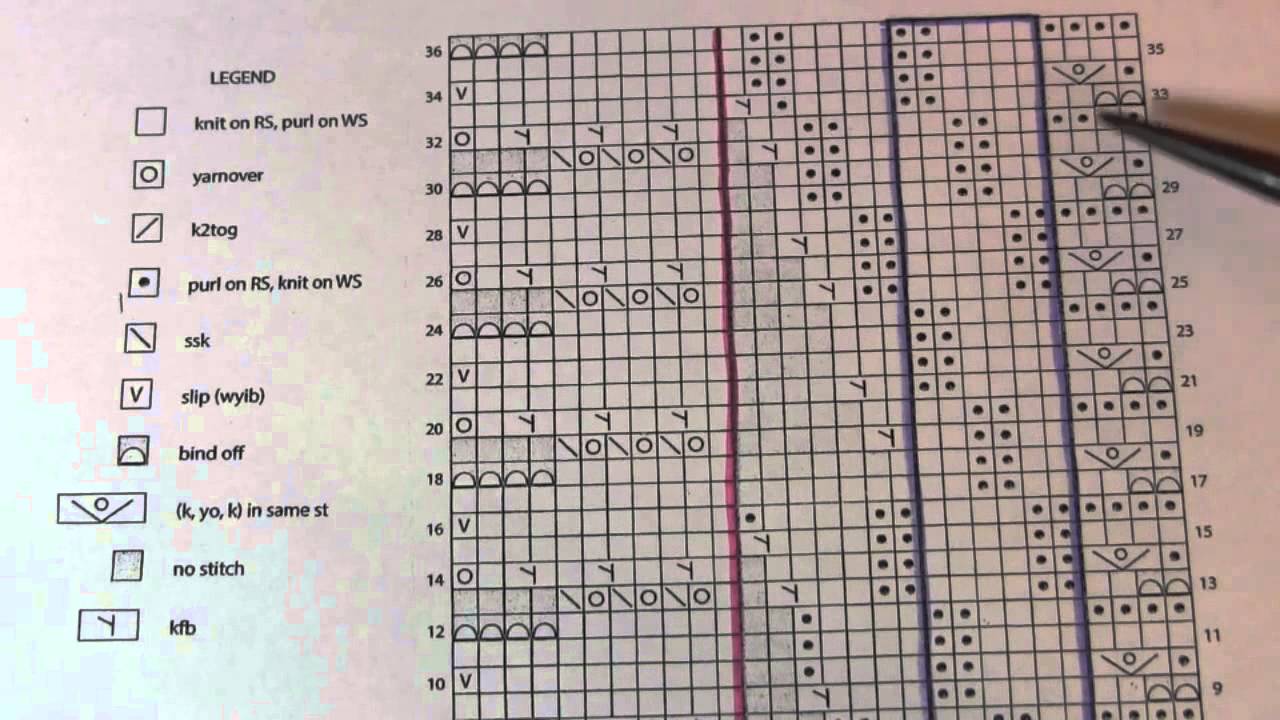 LEGEND
knit on RS, purl on WS
O yarnover
k2tog
purl on RS, knit on WS
ssk
V slip (wyib)
bind off
(k, yo, k) in same st
no stitch
kfb
36
35
34
33
32
30
29
28
27
26
25
24
23
22
21
20
19
18
17
16
15
14
13
12
11
10
9